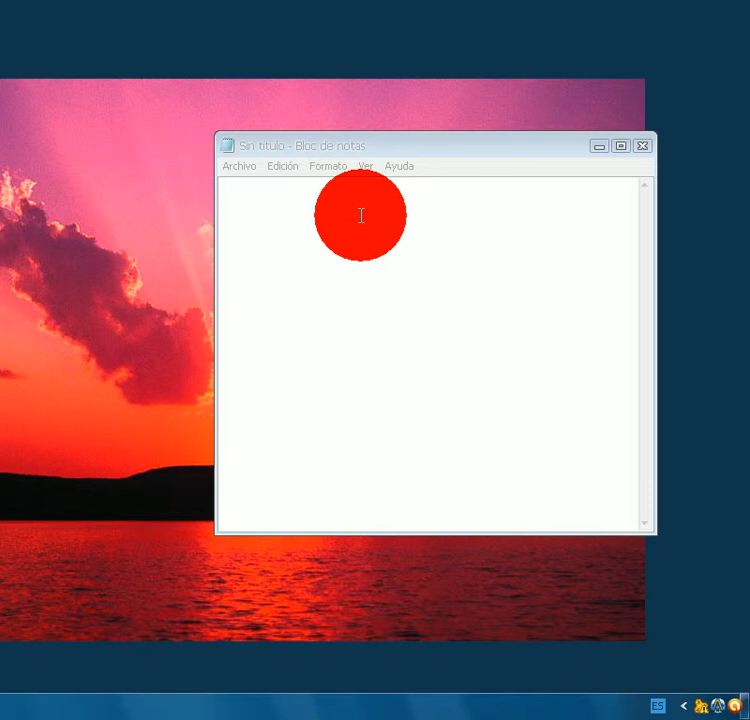 Sin título - Bloc de notas
Archivo Edición Formato Ver Ayuda
ES